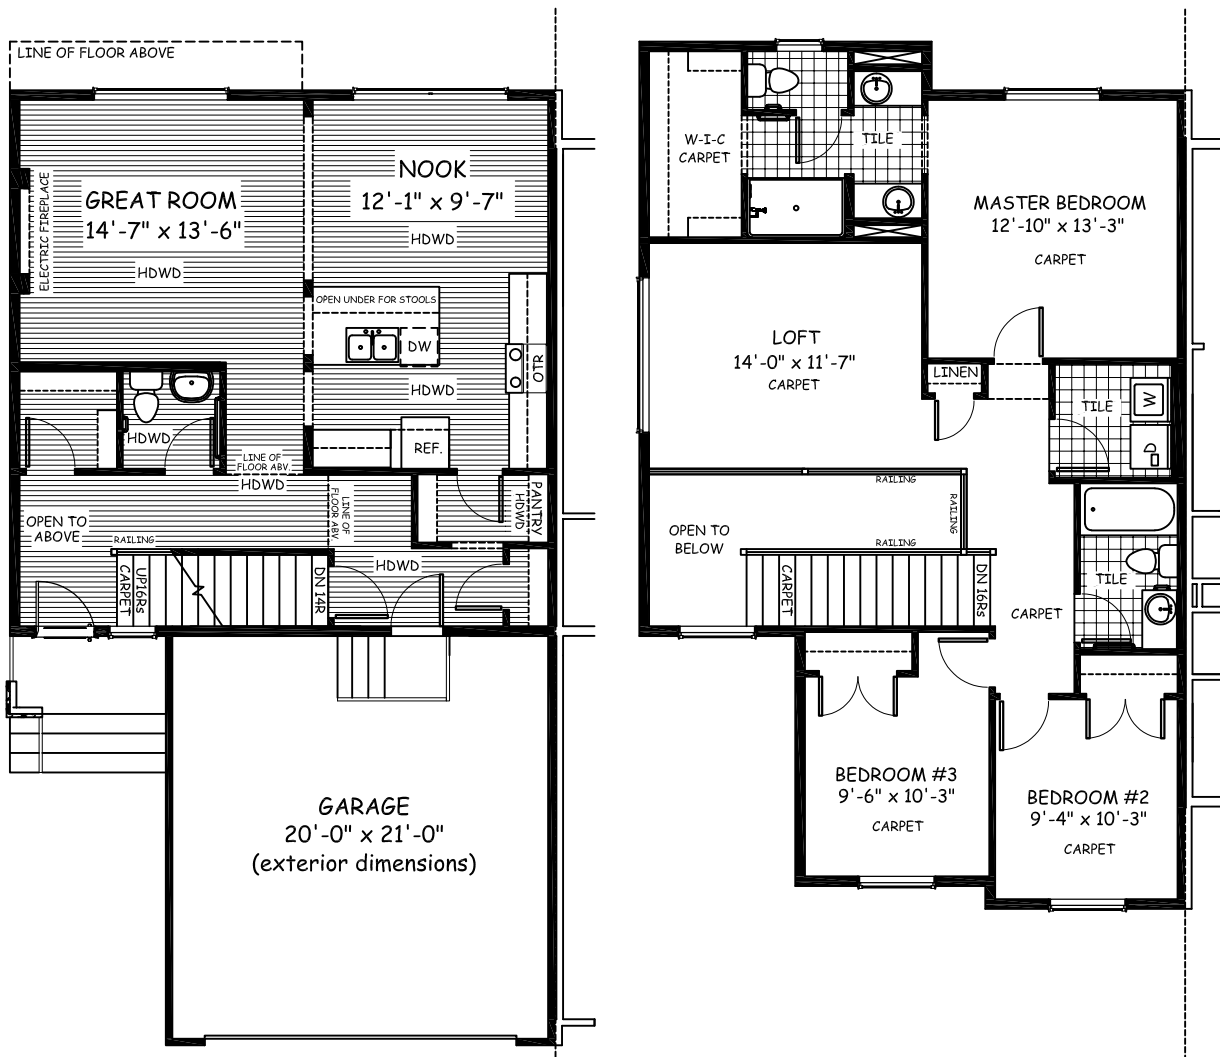 LINE OF FLOOR ABOVE
NOOK
12'-1" x 9'-7"
HDWD
GREAT ROOM
14'-7" x 13'-6"
HDWD
ELECTRIC FIREPLACE
OPEN UNDER FOR STOOLS
DW
OTR
HDWD
REF.
HDWD
LINE OF
FLOOR ABV.
HDWD
LINE OF
FLOOR ABV.
PANTRY
HDWD
OPEN TO
ABOVE
RAILING
UP16Rs
CARPET
DN 14R
HDWD
GARAGE
20'-0" x 21'-0"
(exterior dimensions)
W-I-C
CARPET
TILE
MASTER BEDROOM
12'-10" x 13'-3"
CARPET
LOFT
14'-0" x 11'-7"
CARPET
LINEN
TILE
W
D
RAILING
RAILING
RAILING
OPEN TO
BELOW
CARPET
DN 16Rs
CARPET
TILE
BEDROOM #3
9'-6" x 10'-3"
CARPET
BEDROOM #2
9'-4" x 10'-3"
CARPET